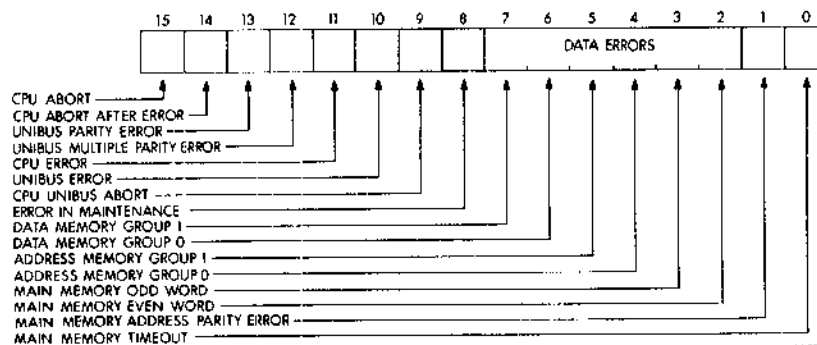 15 14 13 12 11 10 9 8 7 6 5 4 3 2 1 0
DATA ERRORS
CPU ABORT
CPU ABORT AFTER ERROR
UNIBUS PARITY ERROR
UNIBUS MULTIPLE PARITY ERROR
CPU ERROR
UNIBUS ERROR
CPU UNIBUS ABORT
ERROR IN MAINTENANCE
DATA MEMORY GROUP 1
DATA MEMORY GROUP 0
ADDRESS MEMORY GROUP 1
ADDRESS MEMORY GROUP 0
MAIN MEMORY ODD WORD
MAIN MEMORY EVEN WORD
MAIN MEMORY ADDRESS PARITY ERROR
MAIN MEMORY TIMEOUT